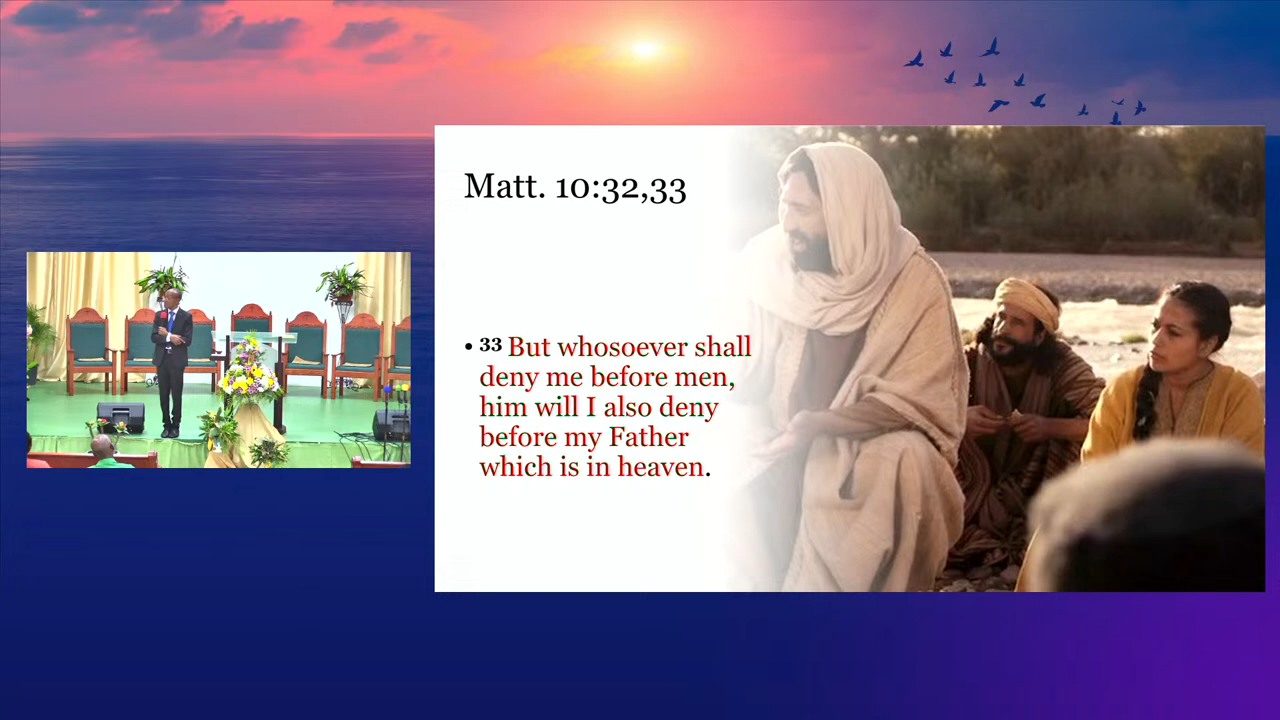 Matt. 10:32,33
• 33 But whosoever shall
deny me before men,
him will I also deny
before my Father
which is in heaven.